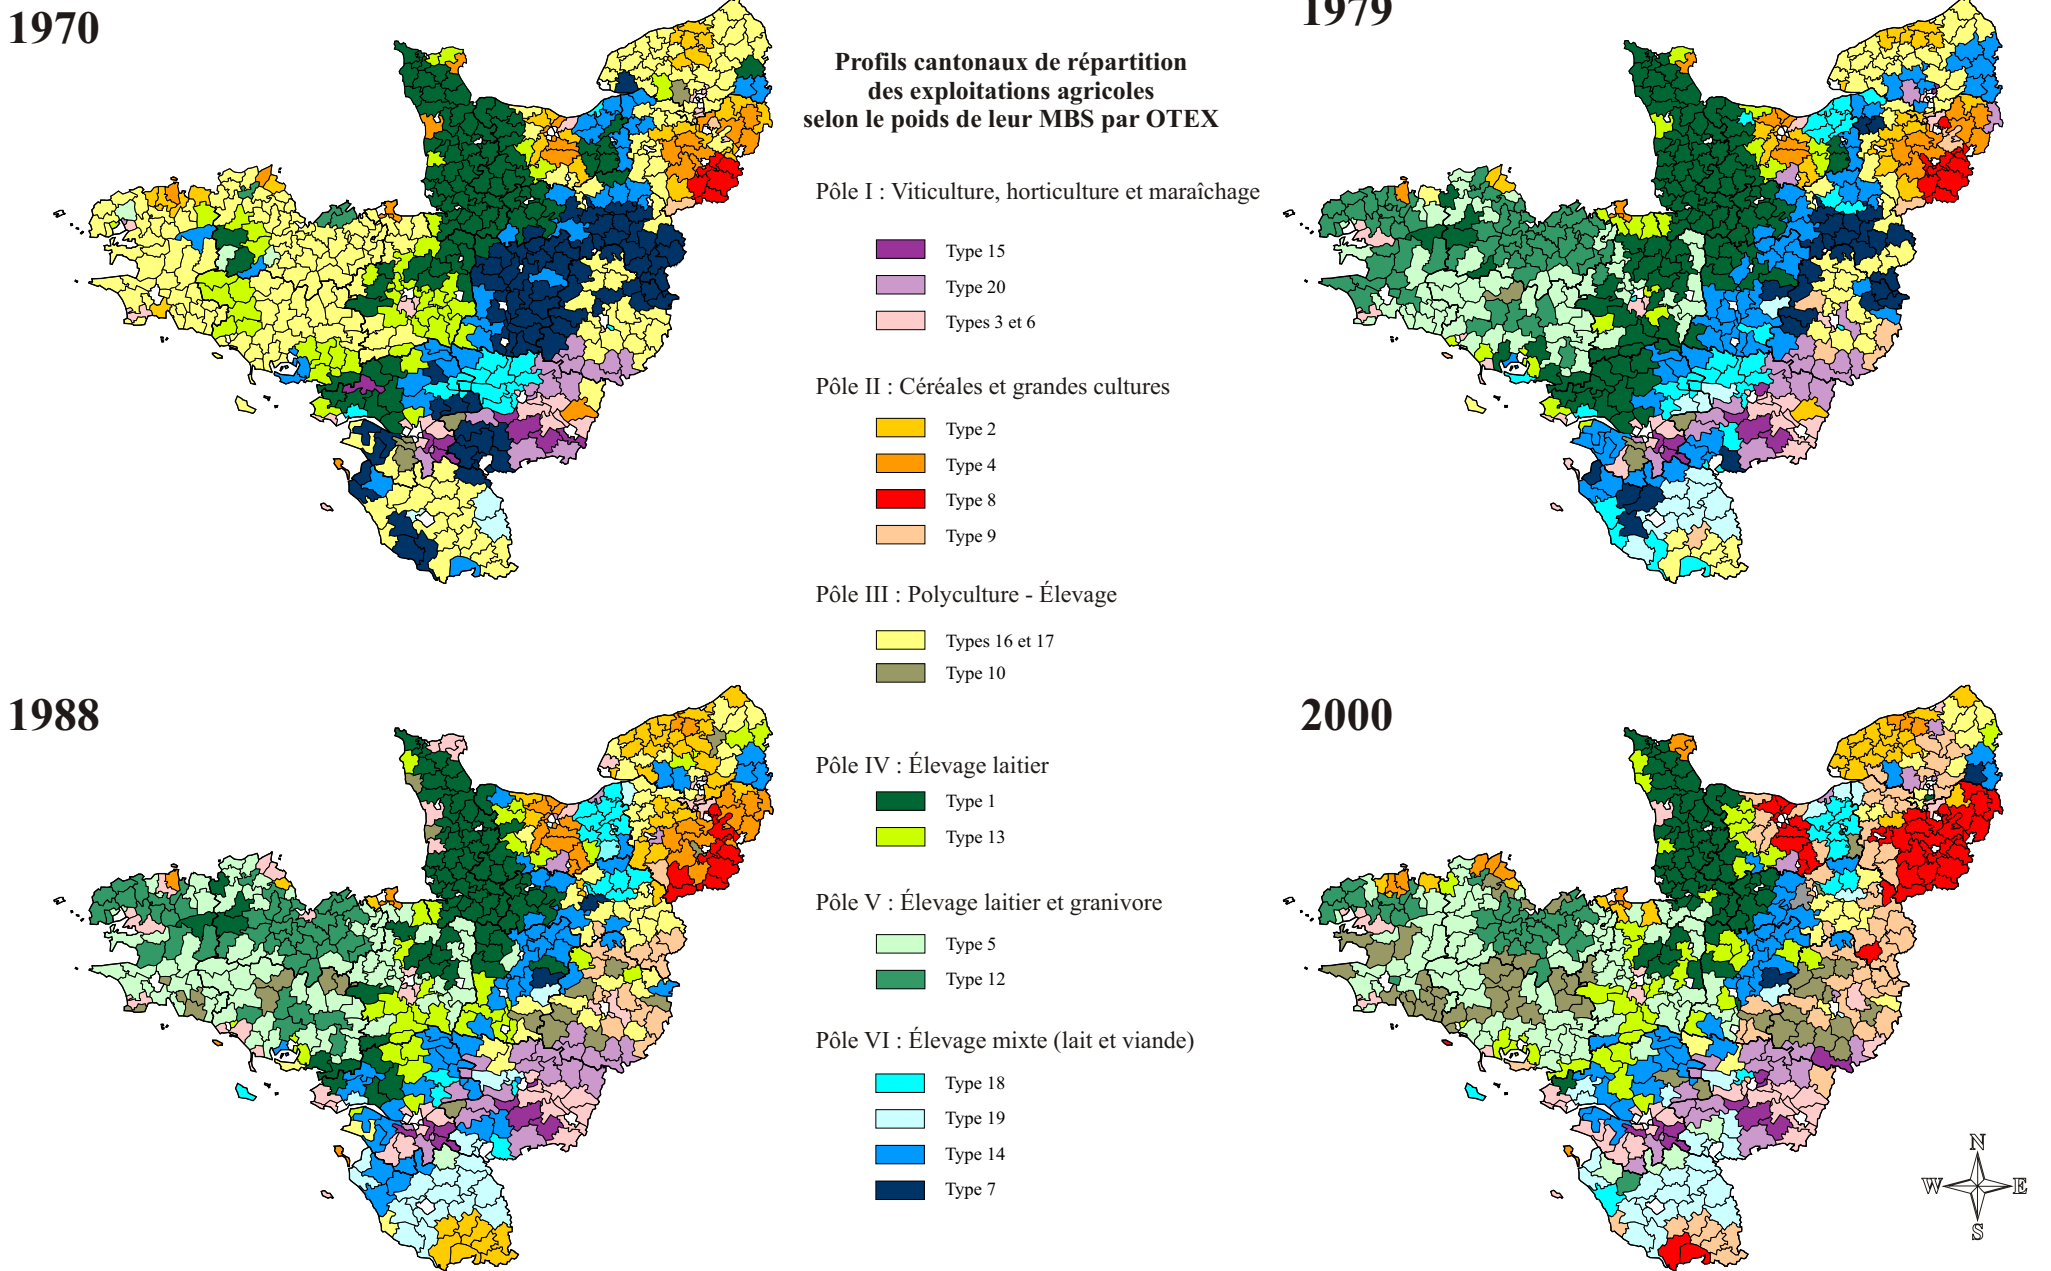 1970
1979
Profils cantonaux de répartition
des exploitations agricoles
selon le poids de leur MBS par OTEX
Pôle I : Viticulture, horticulture et maraîchage
Type 15
Type 20
Types 3 et 6
Pôle II : Céréales et grandes cultures
Type 2
Type 4
Type 8
Type 9
Pôle III : Polyculture - Élevage
Types 16 et 17
Type 10
1988
2000
Pôle IV : Élevage laitier
Type 1
Type 13
Pôle V : Élevage laitier et granivore
Type 5
Type 12
Pôle VI : Élevage mixte (lait et viande)
Type 18
Type 19
Type 14
Type 7
N
W E
S